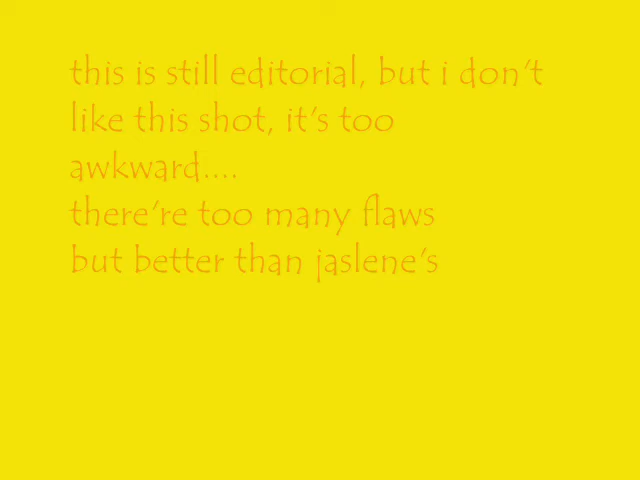 this is still editorial, but i don't
like this shot, it's too
awkward....
there're too many flaws
but better than jaslene's